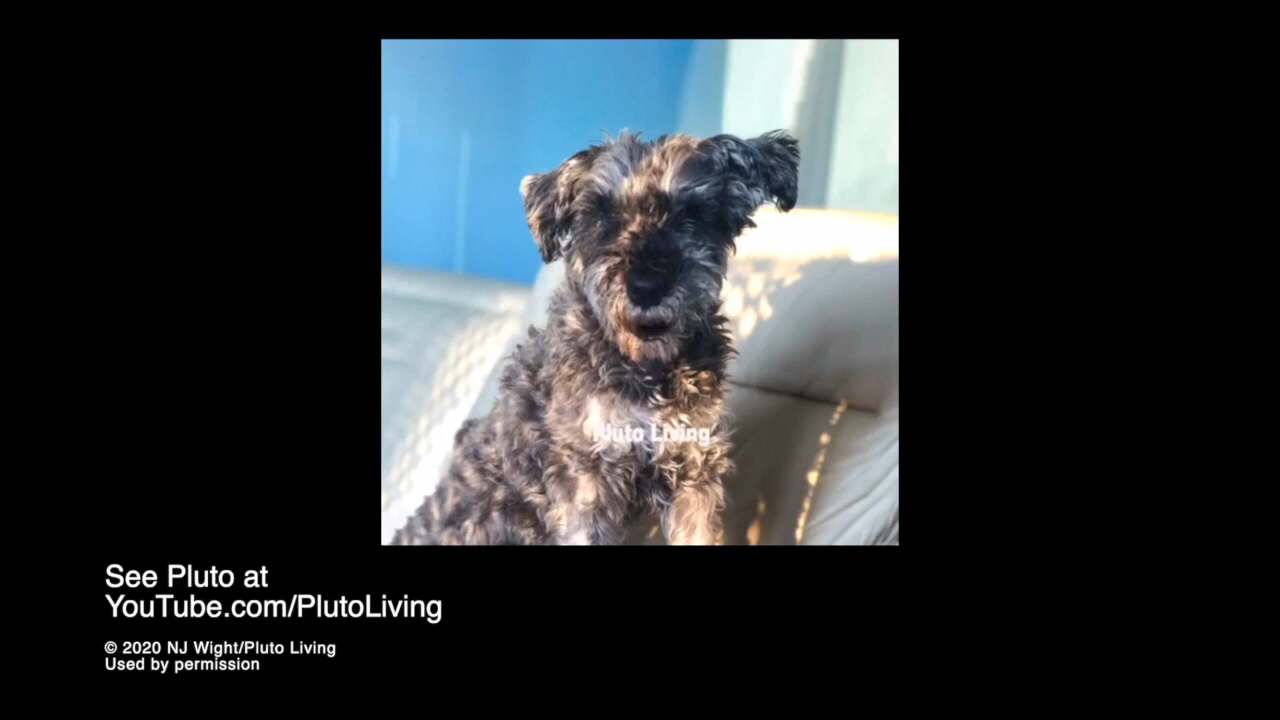 Pluto Living
See Pluto at
YouTube.com/PlutoLiving
© 2020 NJ Wight/Pluto Living
Used by permission